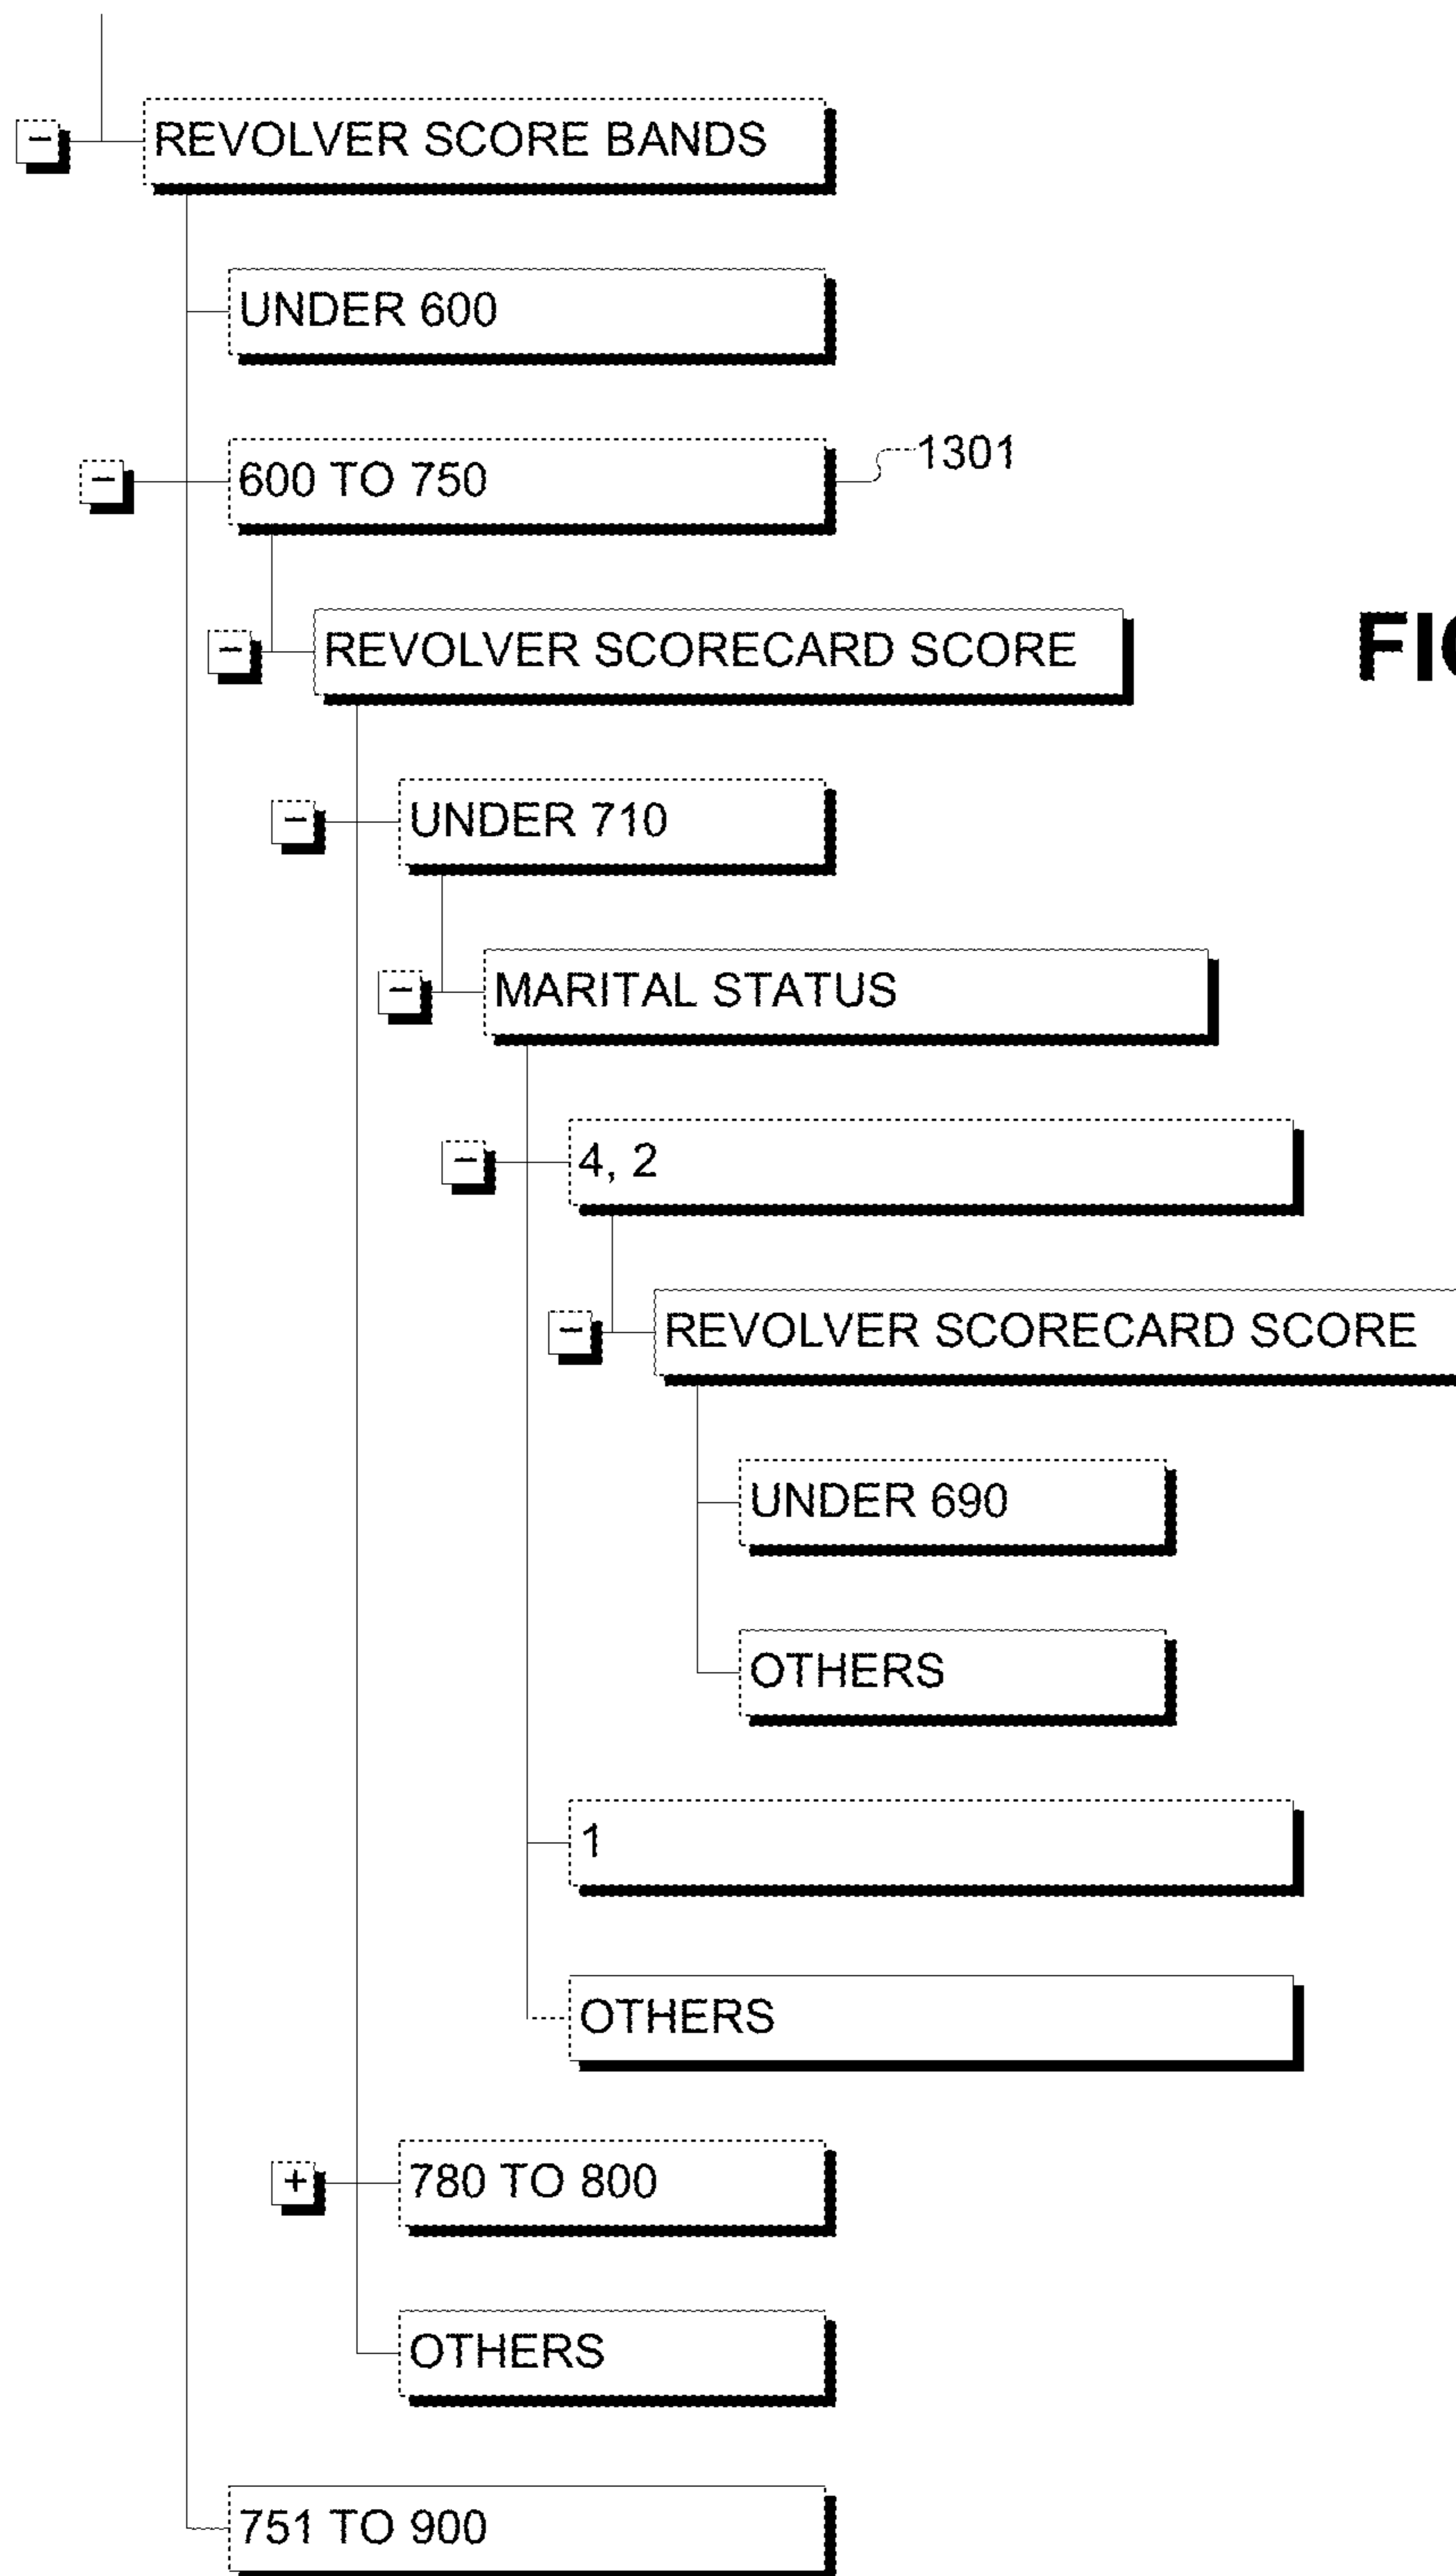 − REVOLVER SCORE BANDS
UNDER 600
− 600 TO 750 1301
− REVOLVER SCORECARD SCORE
− UNDER 710
− MARITAL STATUS
− 4, 2
− REVOLVER SCORECARD SCORE
UNDER 690
OTHERS
1
OTHERS
+ 780 TO 800
OTHERS
751 TO 900